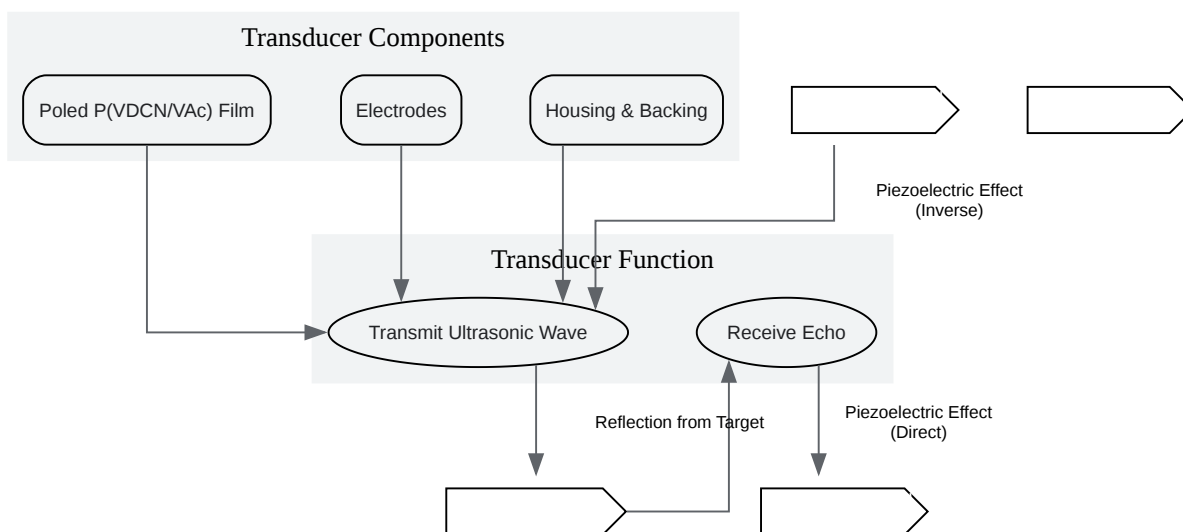 Transducer Components
Poled P(VDCN/VAc) Film
Electrodes
Housing & Backing
Piezoelectric Effect
(Inverse)
Transducer Function
Transmit Ultrasonic Wave
Receive Echo
Reflection from Target
Piezoelectric Effect
(Direct)